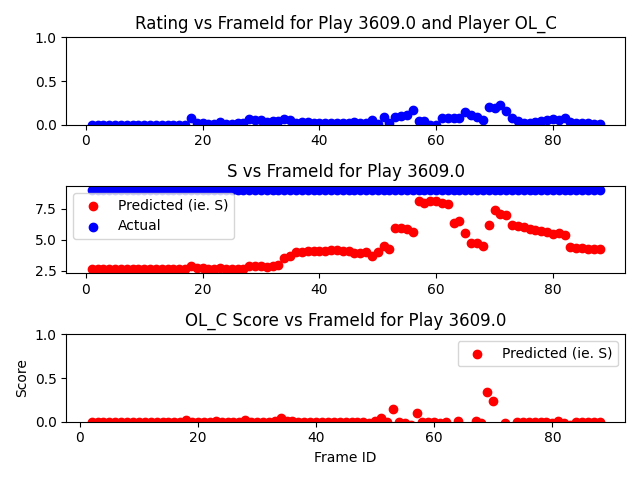 Rating vs FrameId for Play 3609.0 and Player OL_C
1.0
0.5
0.0
0 20 40 60 80
S vs FrameId for Play 3609.0
7.5
5.0
2.5
Predicted (ie. S)
Actual
0 20 40 60 80
OL_C Score vs FrameId for Play 3609.0
Score
1.0
0.5
0.0
Predicted (ie. S)
0 20 40 60 80
Frame ID